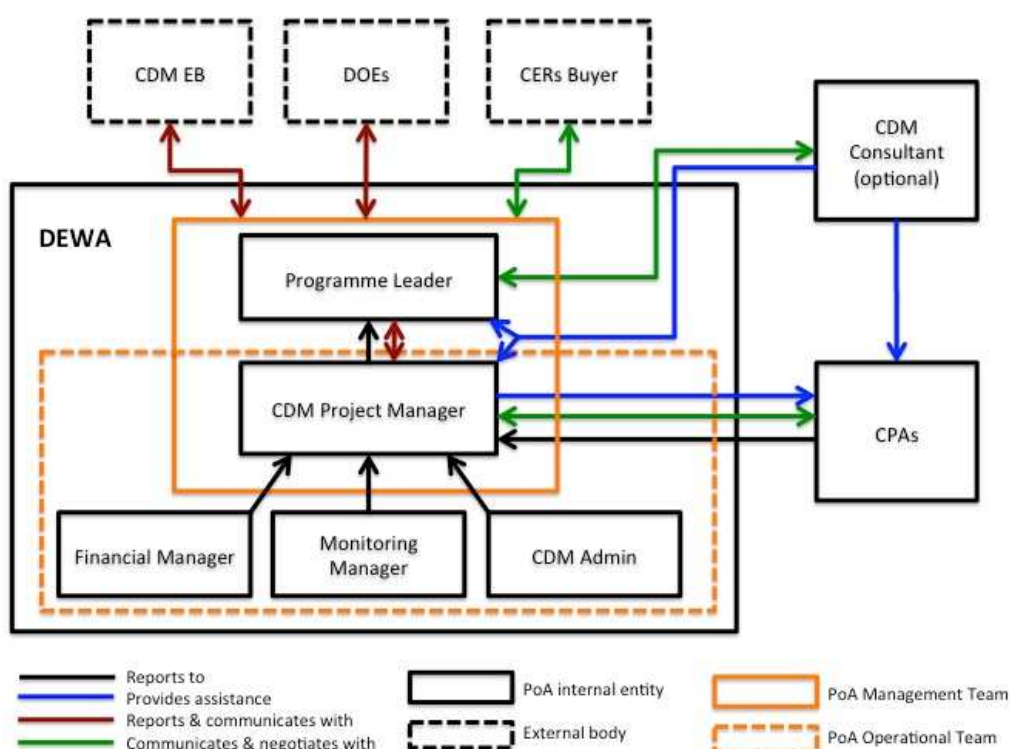 CDM EB
DOEs
CERs Buyer
CDM
Consultant
(optional)
DEWA
Programme Leader
CDM Project Manager
CPAs
Financial Manager
Monitoring
Manager
CDM Admin
Reports to
Provides assistance
Reports & communicates with
Communicates & negotiates with
PoA internal entity
External body
PoA Management Team
PoA Operational Team